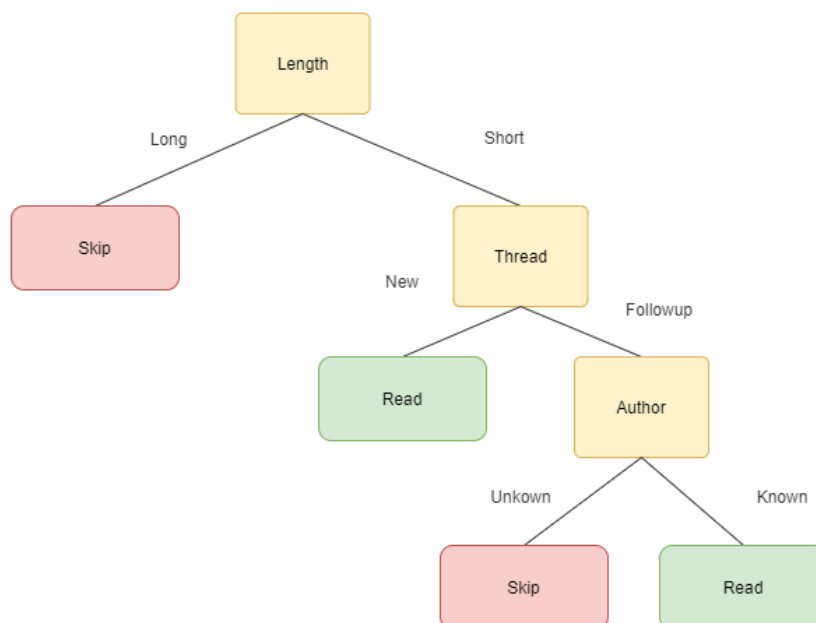 Length
Long
Short
Skip
Thread
New
Followup
Read
Author
Unkown
Known
Skip
Read